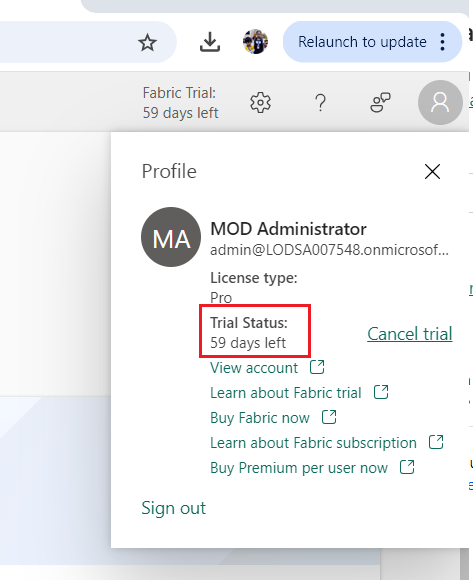 Relaunch to update
Fabric Trial:
59 days left
?
Profile
MA
MOD Administrator
admin@LODSA007548.onmicrosof...
License type:
Pro
Trial Status:
59 days left
Cancel trial
View account
Learn about Fabric trial
Buy Fabric now
Learn about Fabric subscription
Buy Premium per user now
Sign out